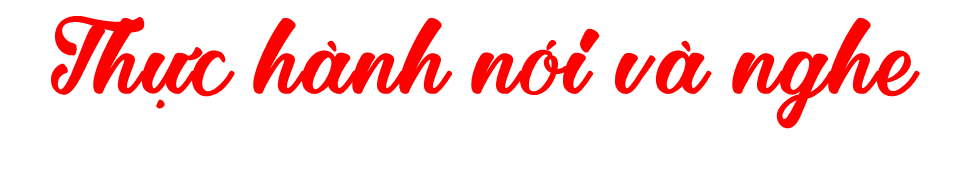 Thực hành nói và nghe